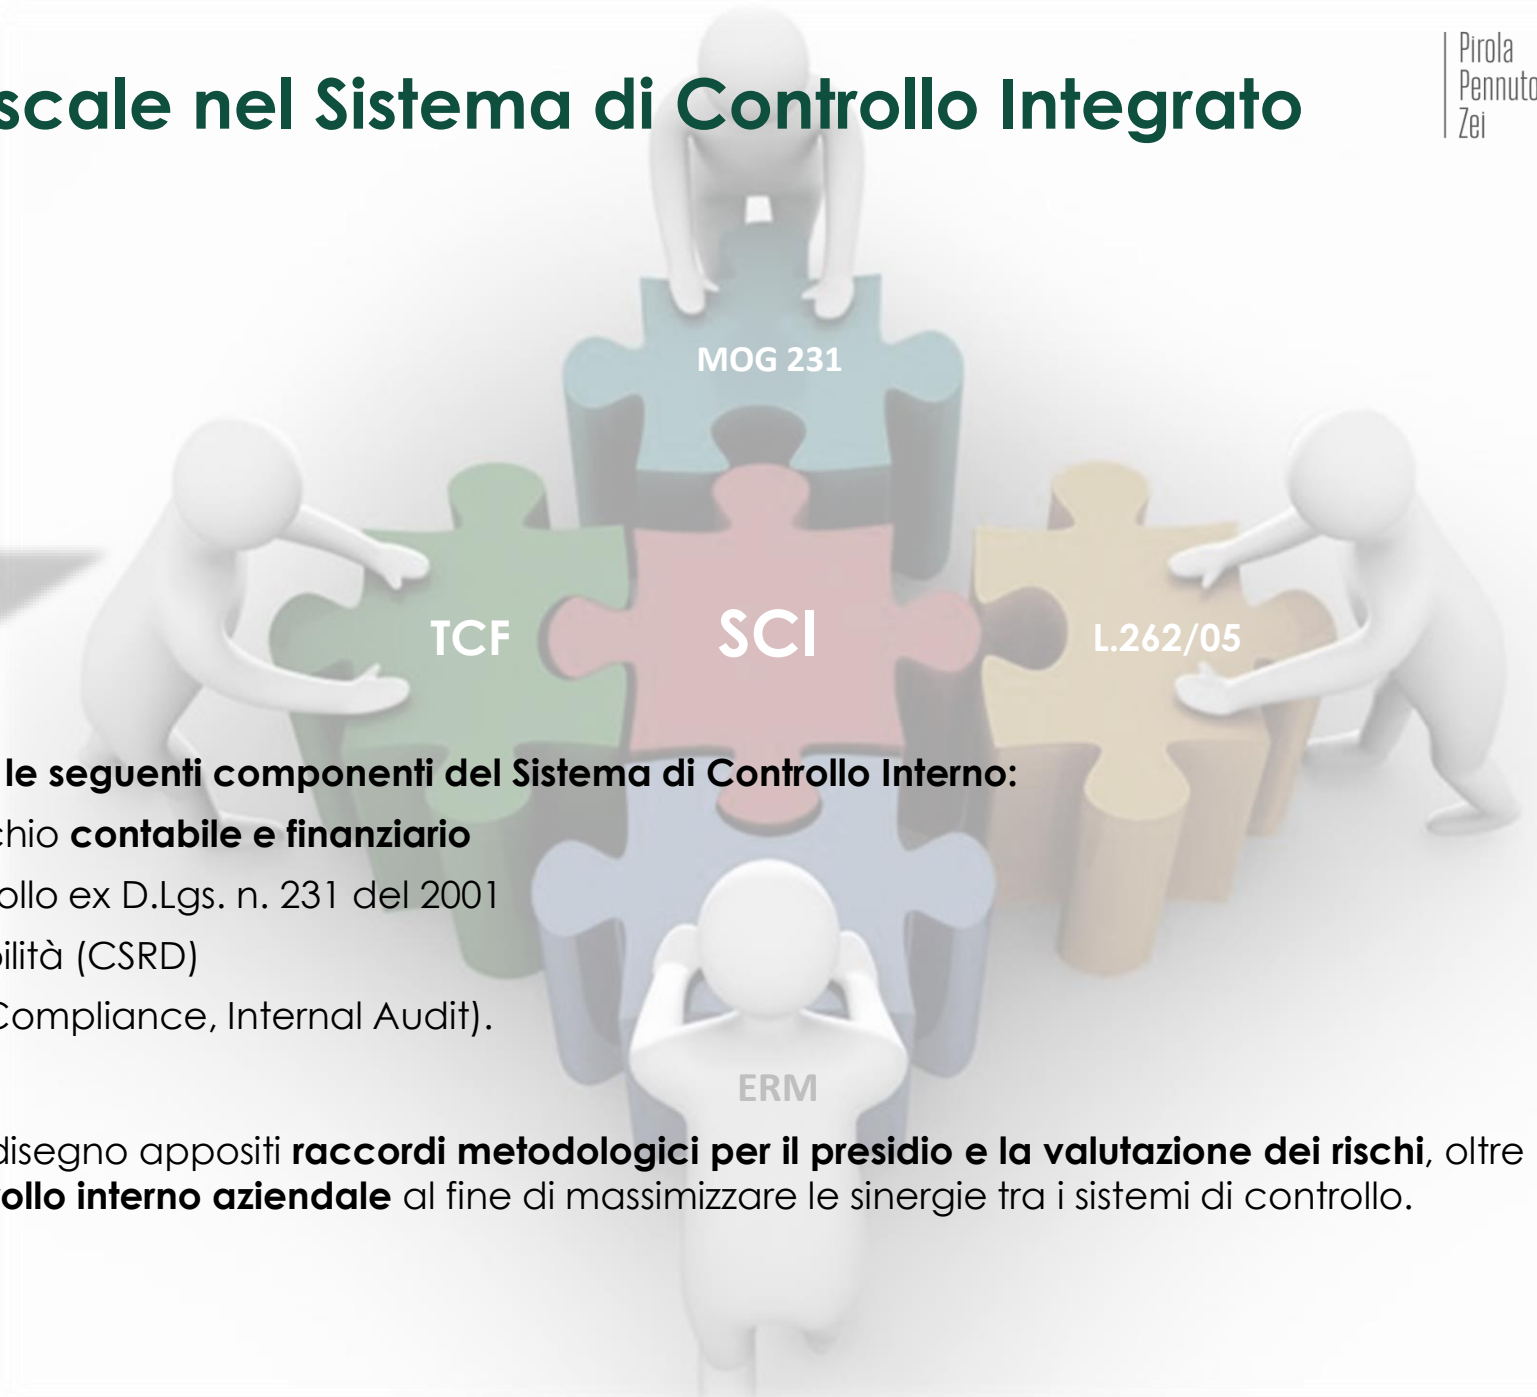 scale nel Sistema di Controllo Integrato
Pirola
Pennuto
Zei
MOG 231
TCF
SCI
L.262/05
le seguenti componenti del Sistema di Controllo Interno:
chio contabile e finanziario
ollo ex D.Lgs. n. 231 del 2001
bilità (CSRD)
Compliance, Internal Audit).
ERM
disegno appositi raccordi metodologici per il presidio e la valutazione dei rischi, oltre
ollo interno aziendale al fine di massimizzare le sinergie tra i sistemi di controllo.